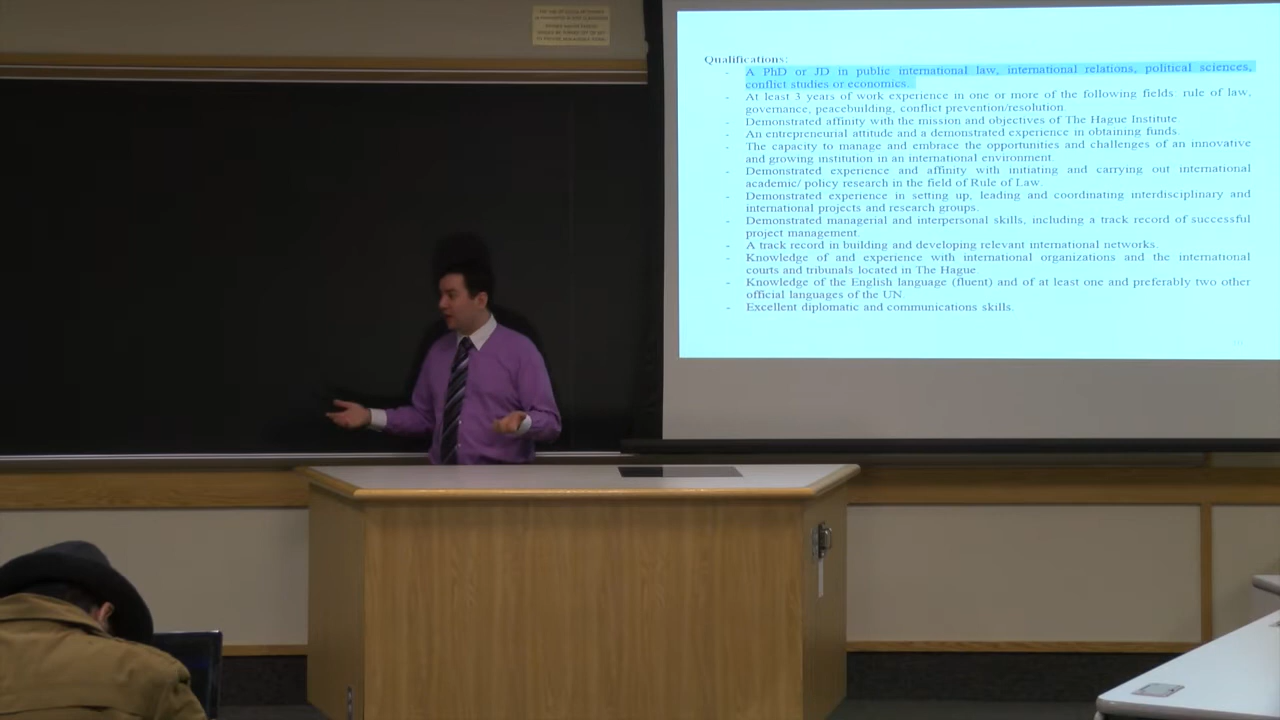 Qualifications:
- A PhD or JD in public international law, international relations, political sciences,
conflict studies or economics.
- At least 3 years of work experience in one or more of the following fields: rule of law,
governance, peacebuilding, conflict prevention/resolution.
- Demonstrated affinity with the mission and objectives of The Hague Institute
- An entrepreneurial attitude and a demonstrated experience in obtaining funds.
- The capacity to manage and embrace the opportunities and challenges of an innovative
and growing institution in an international environment.
- Demonstrated experience and affinity with initiating and carrying out international
academic/ policy research in the field of Rule of Law.
- Demonstrated experience in setting up, leading and coordinating interdisciplinary and
international projects and research groups.
- Demonstrated managerial and interpersonal skills, including a track record of successful
project management.
- A track record in building and developing relevant international networks.
- Knowledge of and experience with international organizations and the international
courts and tribunals located in The Hague
- Knowledge of the English language (fluent) and of at least one and preferably two other
official languages of the UN.
- Excellent diplomatic and communications skills.